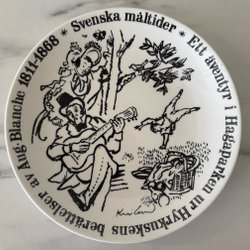 Svenska måltider * Ett äventyr i Hagaparken ur Hyrkuskens berättelser av Aug Blanche 1811-1868 *